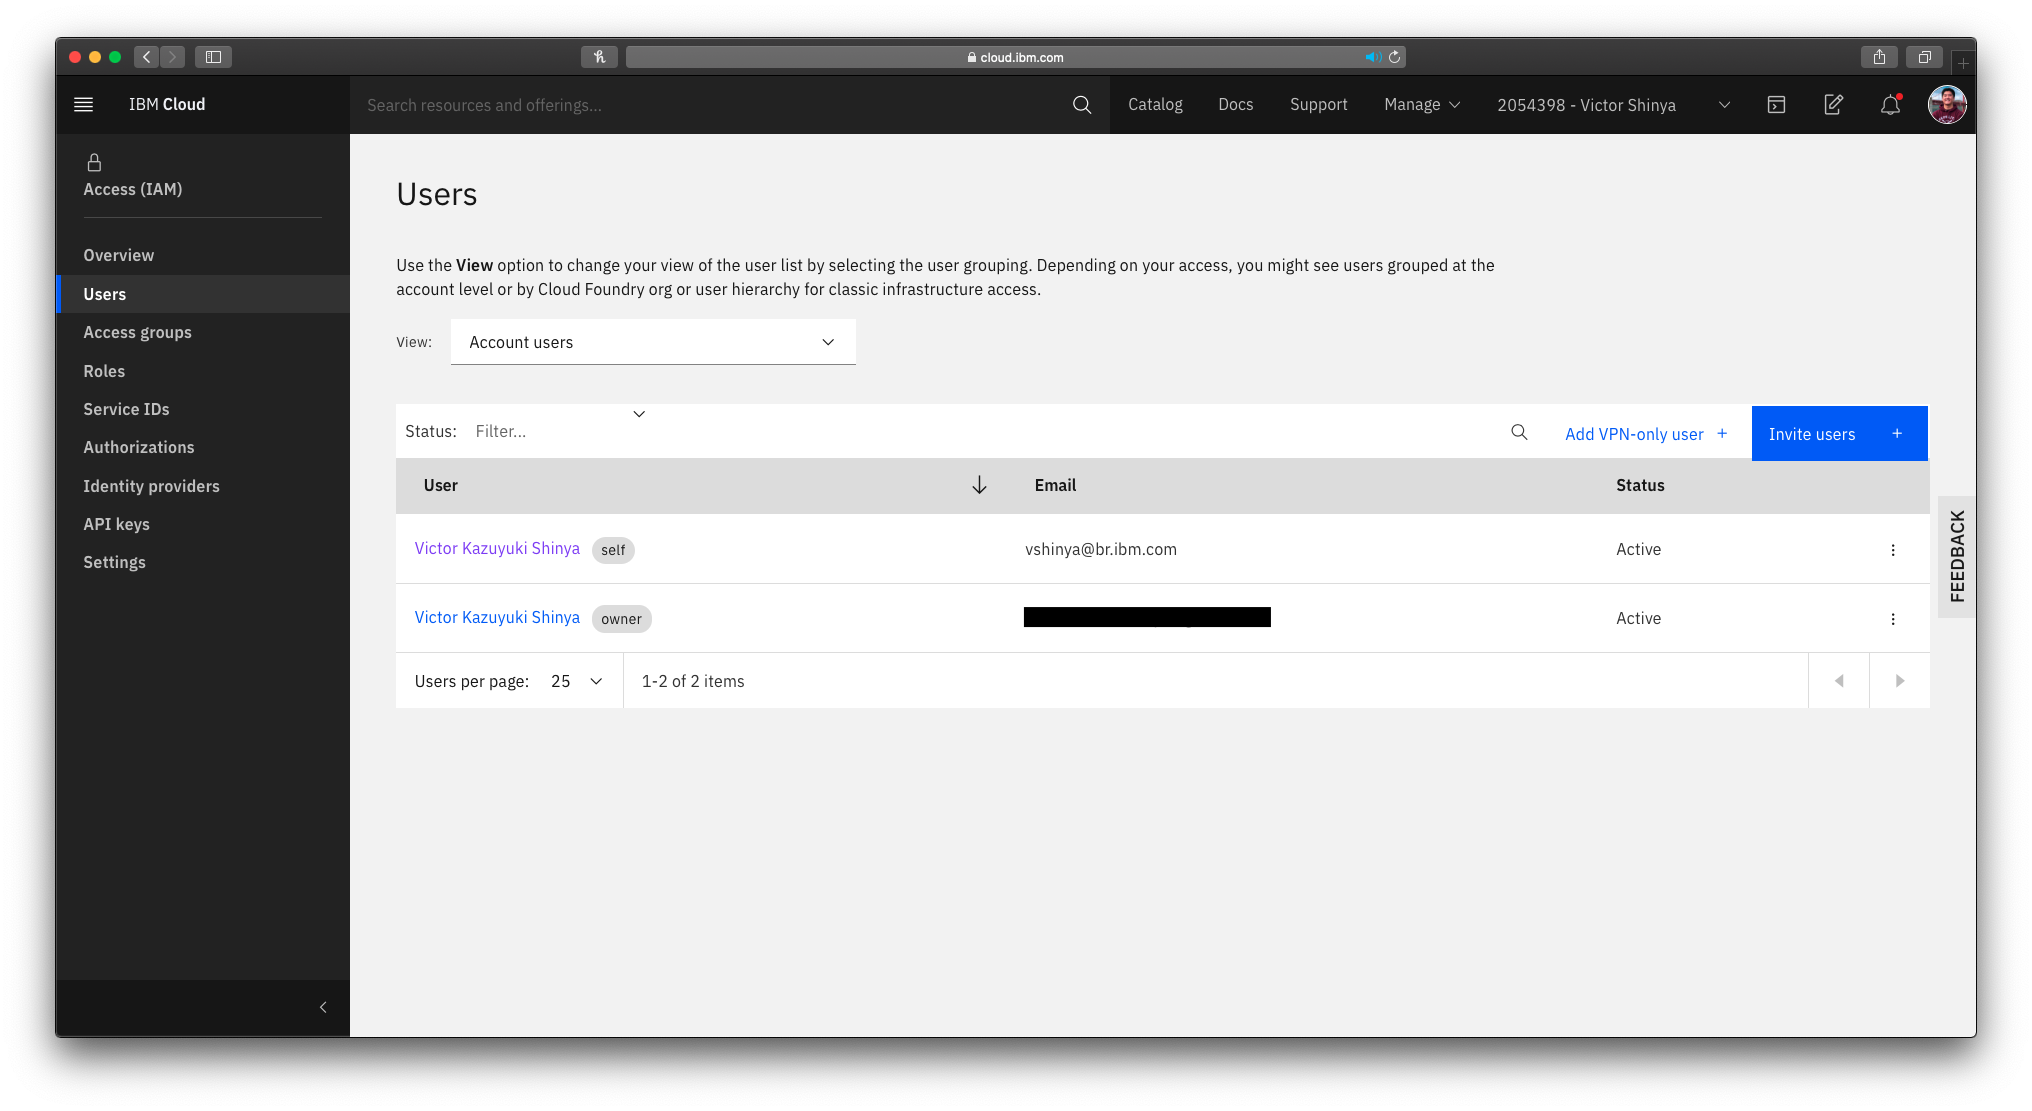 cloud.ibm.com
IBM Cloud
Search resources and offerings...
Catalog
Docs
Support
Manage
2054398 - Victor Shinya
Access (IAM)
Overview
Users
Access groups
Roles
Service IDs
Authorizations
Identity providers
API keys
Settings
Users
Use the View option to change your view of the user list by selecting the user grouping. Depending on your access, you might see users grouped at the
account level or by Cloud Foundry org or user hierarchy for classic infrastructure access.
View:
Account users
Status:
Filter...
Add VPN-only user +
Invite users +
User
Email
Status
Victor Kazuyuki Shinya
self
vshinya@br.ibm.com
Active
Victor Kazuyuki Shinya
owner
Active
Users per page:
25
1-2 of 2 items
FEEDBACK